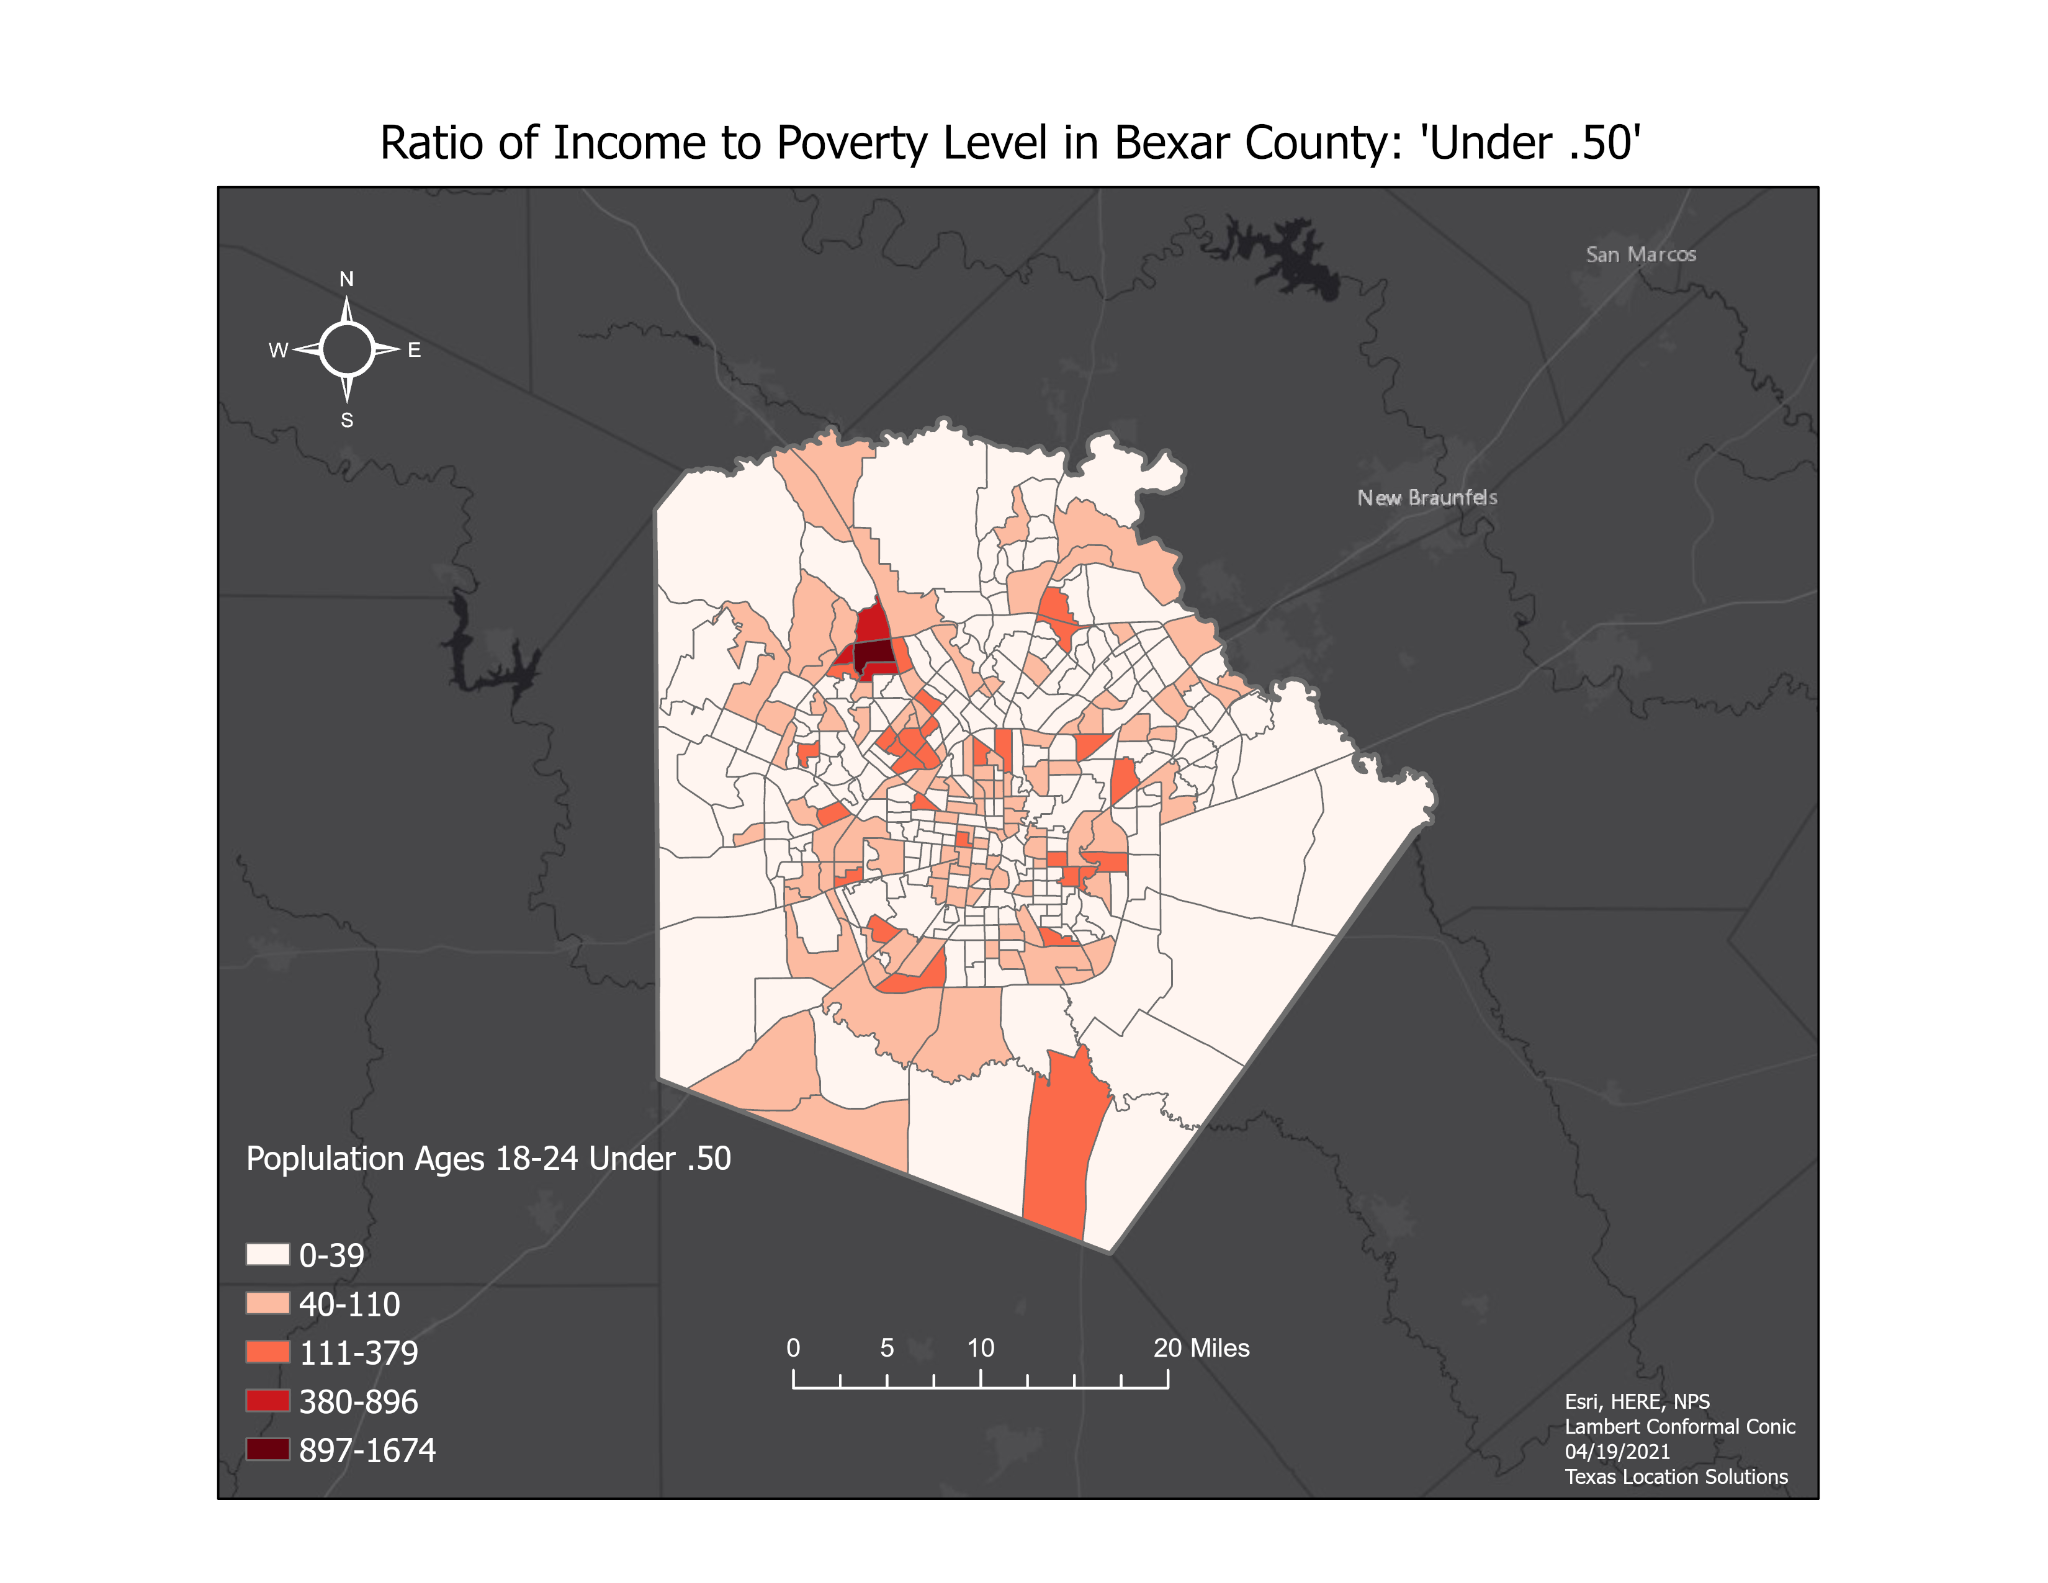 Ratio of Income to Poverty Level in Bexar County: 'Under .50'
San Marcos
N
W E
S
New Braunfels
Poplulation Ages 18-24 Under .50
0-39
40-110
111-379
380-896
897-1674
0 5 10 20 Miles
Esri, HERE, NPS
Lambert Conformal Conic
04/19/2021
Texas Location Solutions